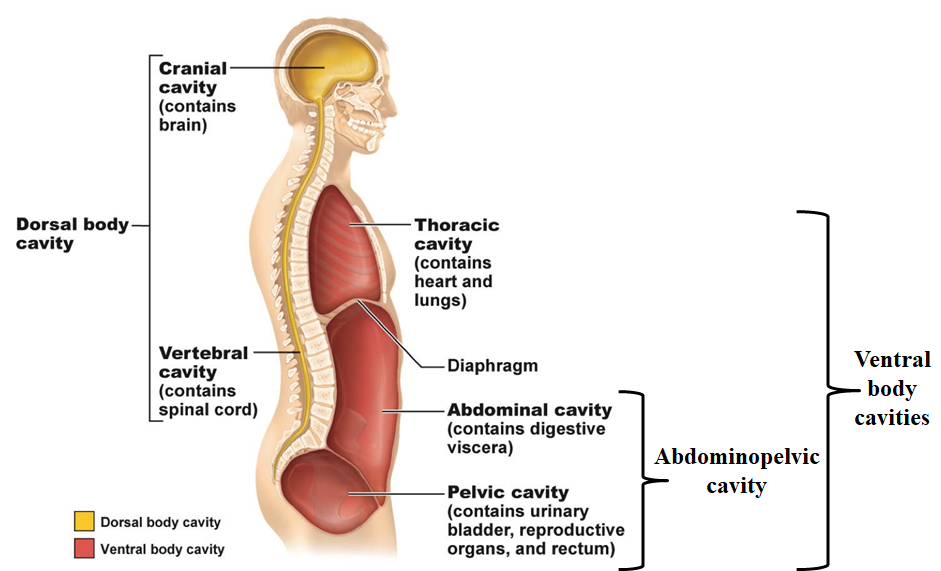 Cranial
cavity
(contains
brain)
Dorsal body
cavity
Vertebral
cavity
(contains
spinal cord)
Thoracic
cavity
(contains
heart and
lungs)
Diaphragm
Abdominal cavity
(contains digestive
viscera)
Pelvic cavity
(contains urinary
bladder, reproductive
organs, and rectum)
Abdominopelvic
cavity
Ventral
body
cavities
Dorsal body cavity
Ventral body cavity